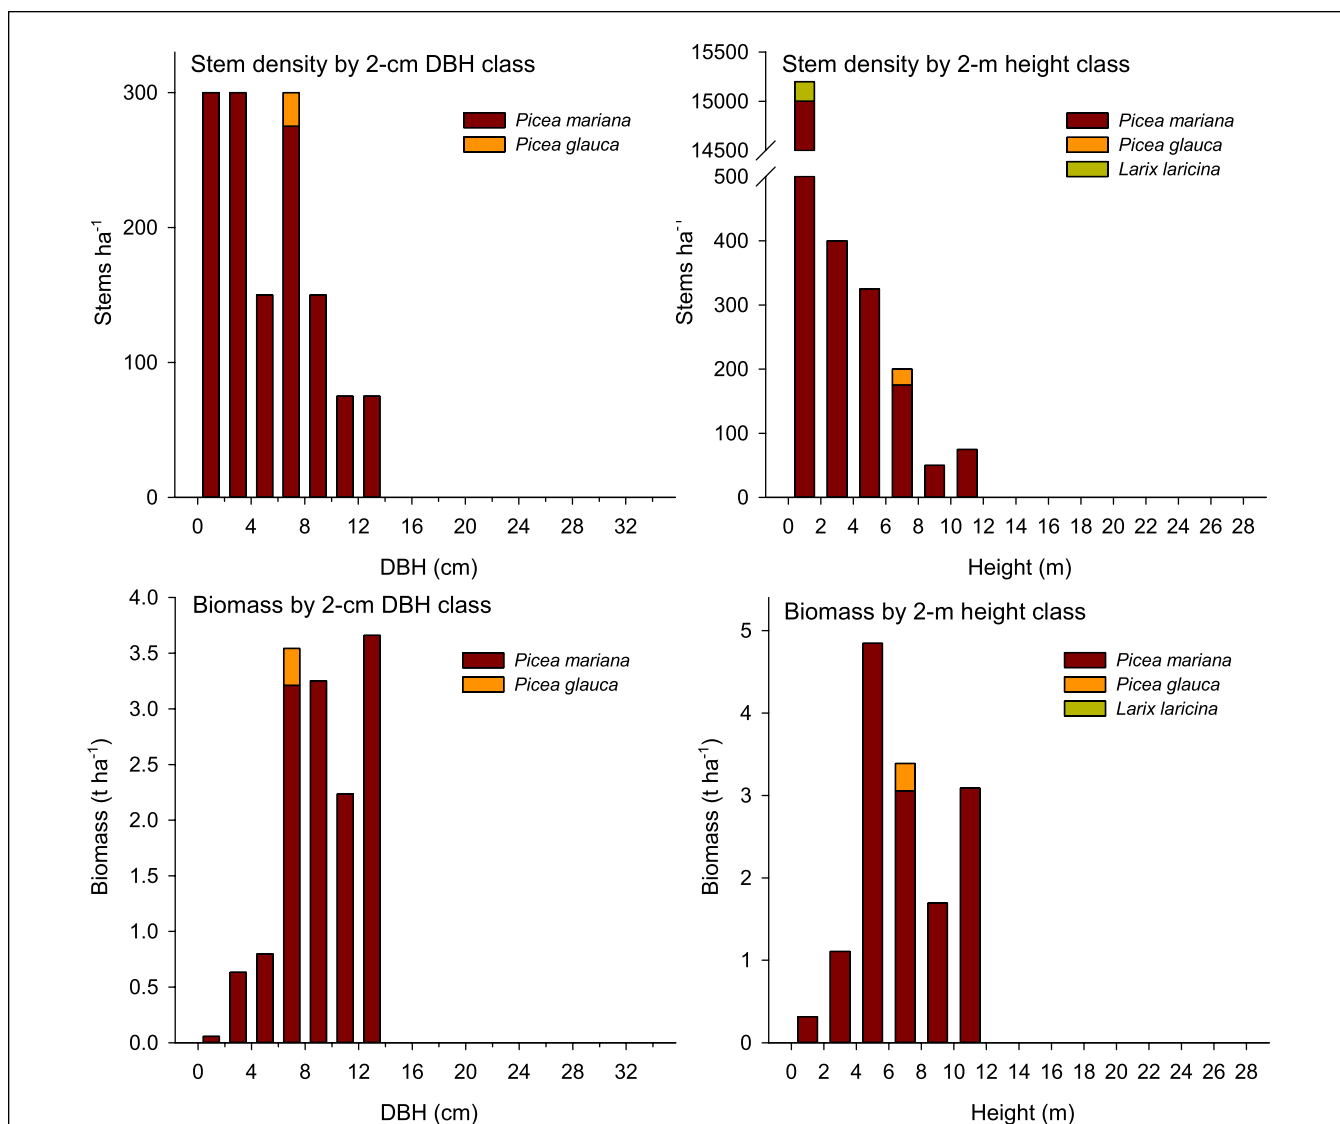 Stem density by 2-cm DBH class
300
200
100
0
Stems ha-1
Picea mariana
Picea glauca
0 4 8 12 16 20 24 28 32
DBH (cm)
Stem density by 2-m height class
15500
15000
14500
500
400
300
200
100
0
Stems ha-1
Picea mariana
Picea glauca
Larix laricina
0 2 4 6 8 10 12 14 16 18 20 22 24 26 28
Height (m)
Biomass by 2-cm DBH class
4.0
3.5
3.0
2.5
2.0
1.5
1.0
0.5
0.0
Biomass (t ha-1)
Picea mariana
Picea glauca
0 4 8 12 16 20 24 28 32
DBH (cm)
Biomass by 2-m height class
5
4
3
2
1
0
Biomass (t ha-1)
Picea mariana
Picea glauca
Larix laricina
0 2 4 6 8 10 12 14 16 18 20 22 24 26 28
Height (m)